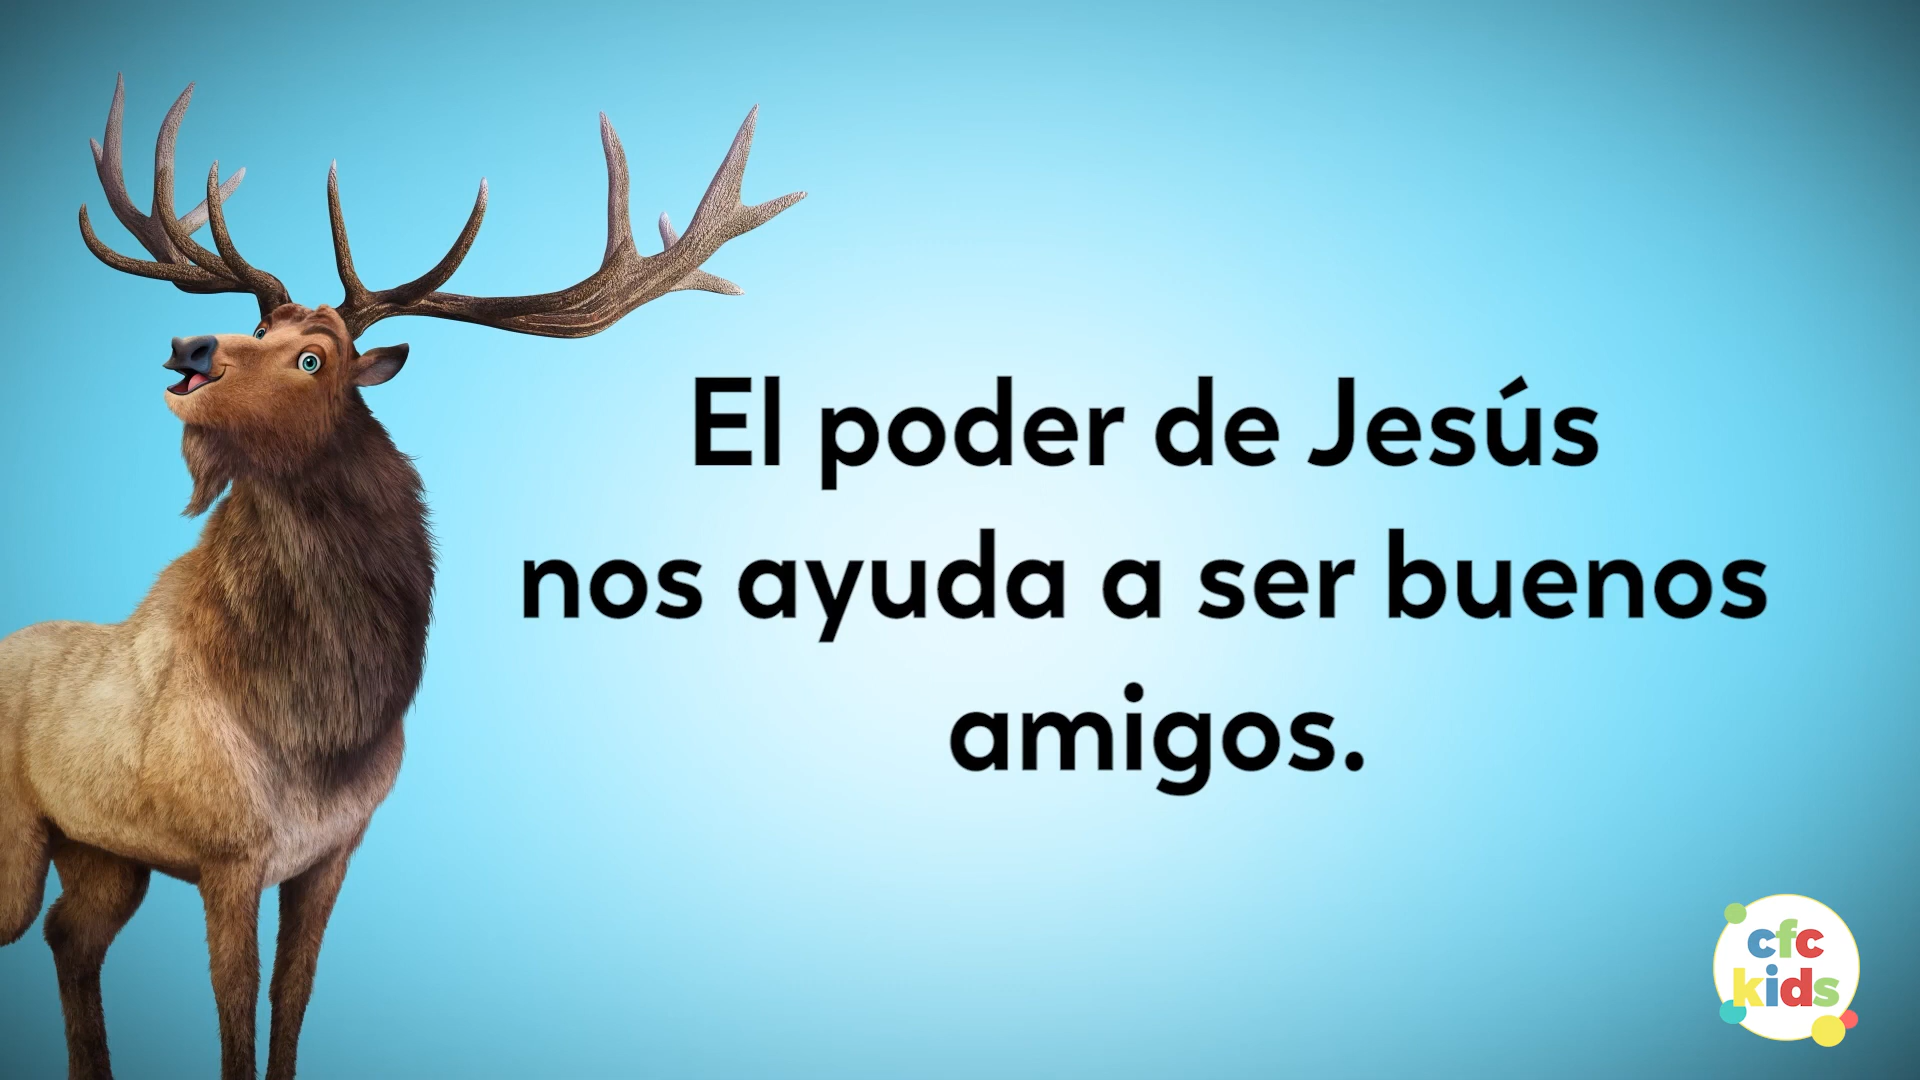 El poder de Jesús
nos ayuda a ser buenos
amigos.
cfc
kids